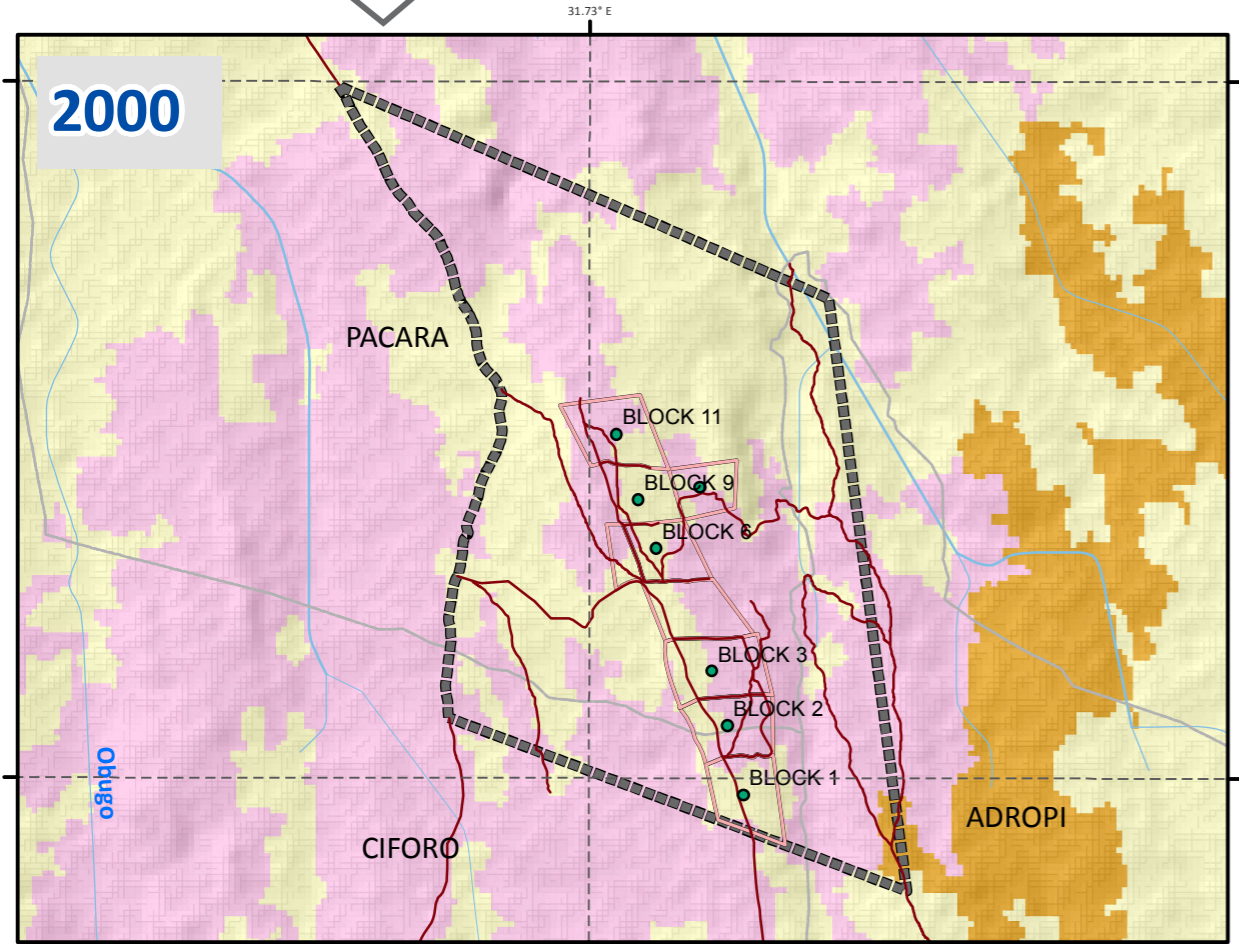 31.73° E
2000
PACARA
BLOCK 11
BLOCK 9
BLOCK 6
BLOCK 3
BLOCK 2
BLOCK 1
Obugo
ADROPI
CIFORO